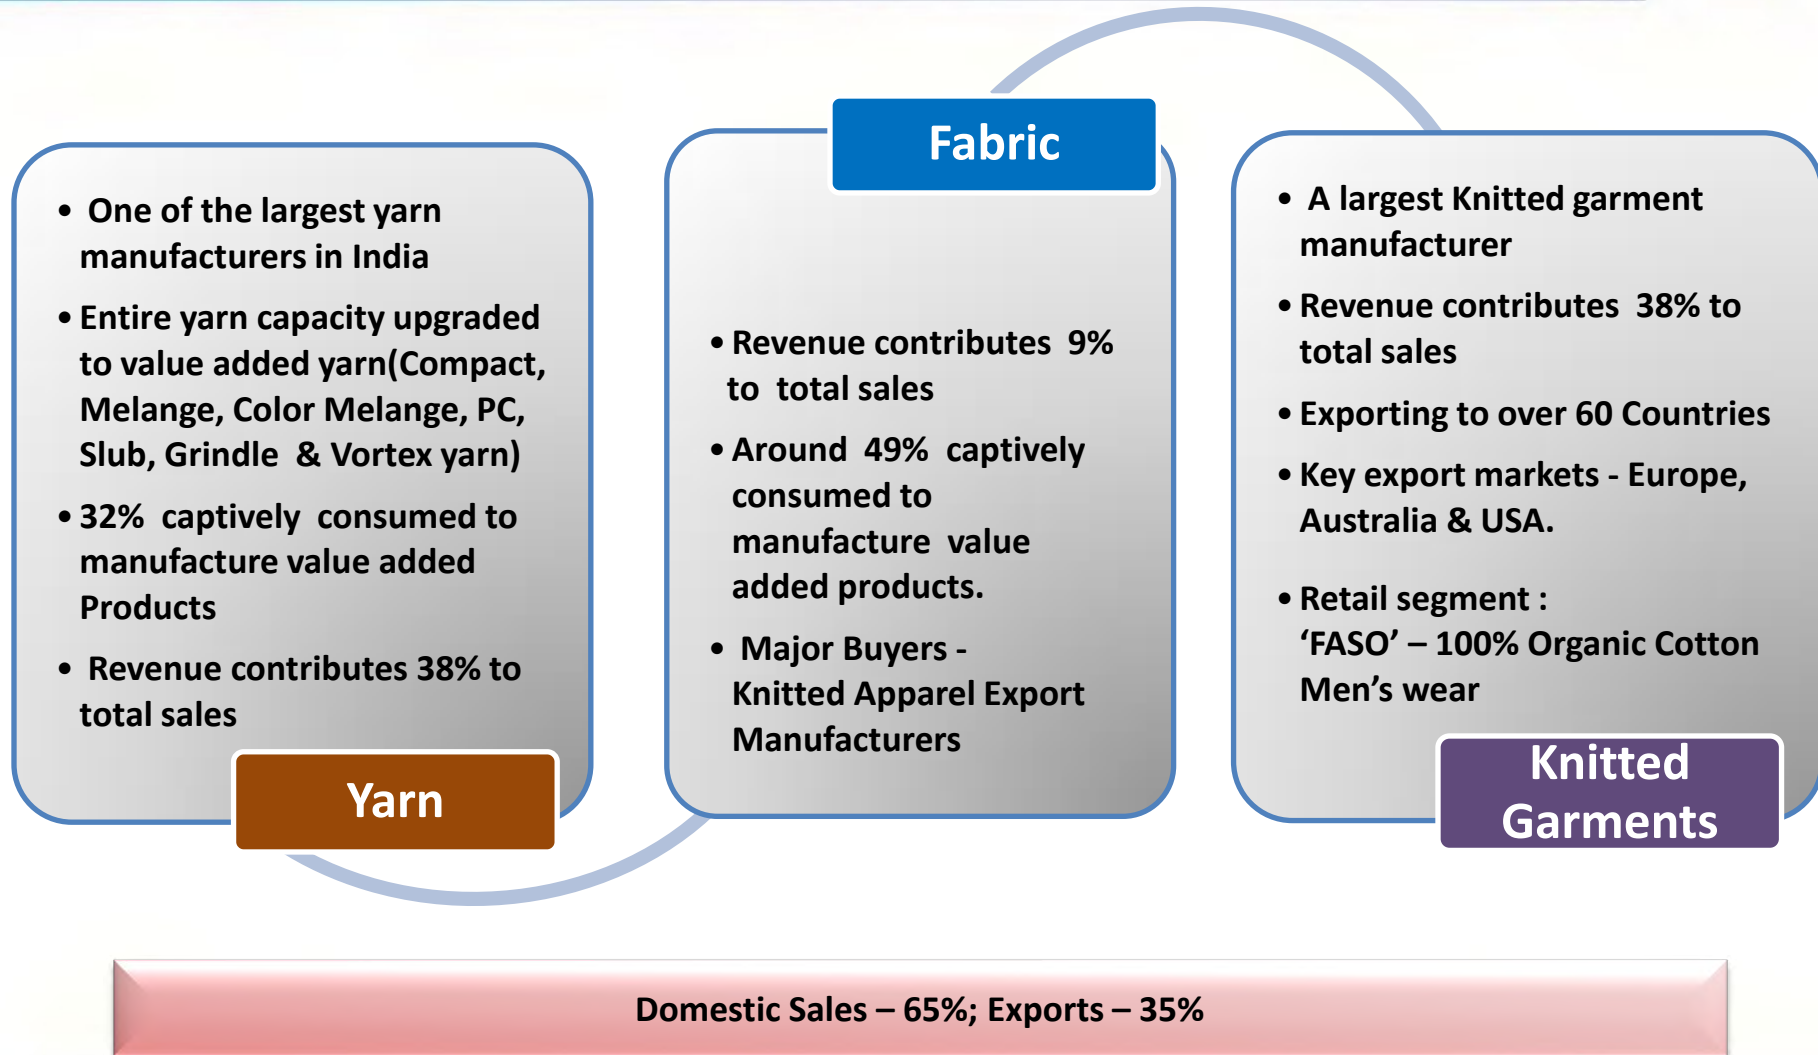 • One of the largest yarn
manufacturers in India
• Entire yarn capacity upgraded
to value added yarn(Compact,
Melange, Color Melange, PC,
Slub, Grindle & Vortex yarn)
• 32% captively consumed to
manufacture value added
Products
• Revenue contributes 38% to
total sales
Yarn
Fabric
• Revenue contributes 9%
to total sales
• Around 49% captively
consumed to
manufacture value
added products.
• Major Buyers -
Knitted Apparel Export
Manufacturers
• A largest Knitted garment
manufacturer
• Revenue contributes 38% to
total sales
• Exporting to over 60 Countries
• Key export markets - Europe,
Australia & USA.
• Retail segment :
‘FASO’ – 100% Organic Cotton
Men’s wear
Knitted
Garments
Domestic Sales – 65%; Exports – 35%